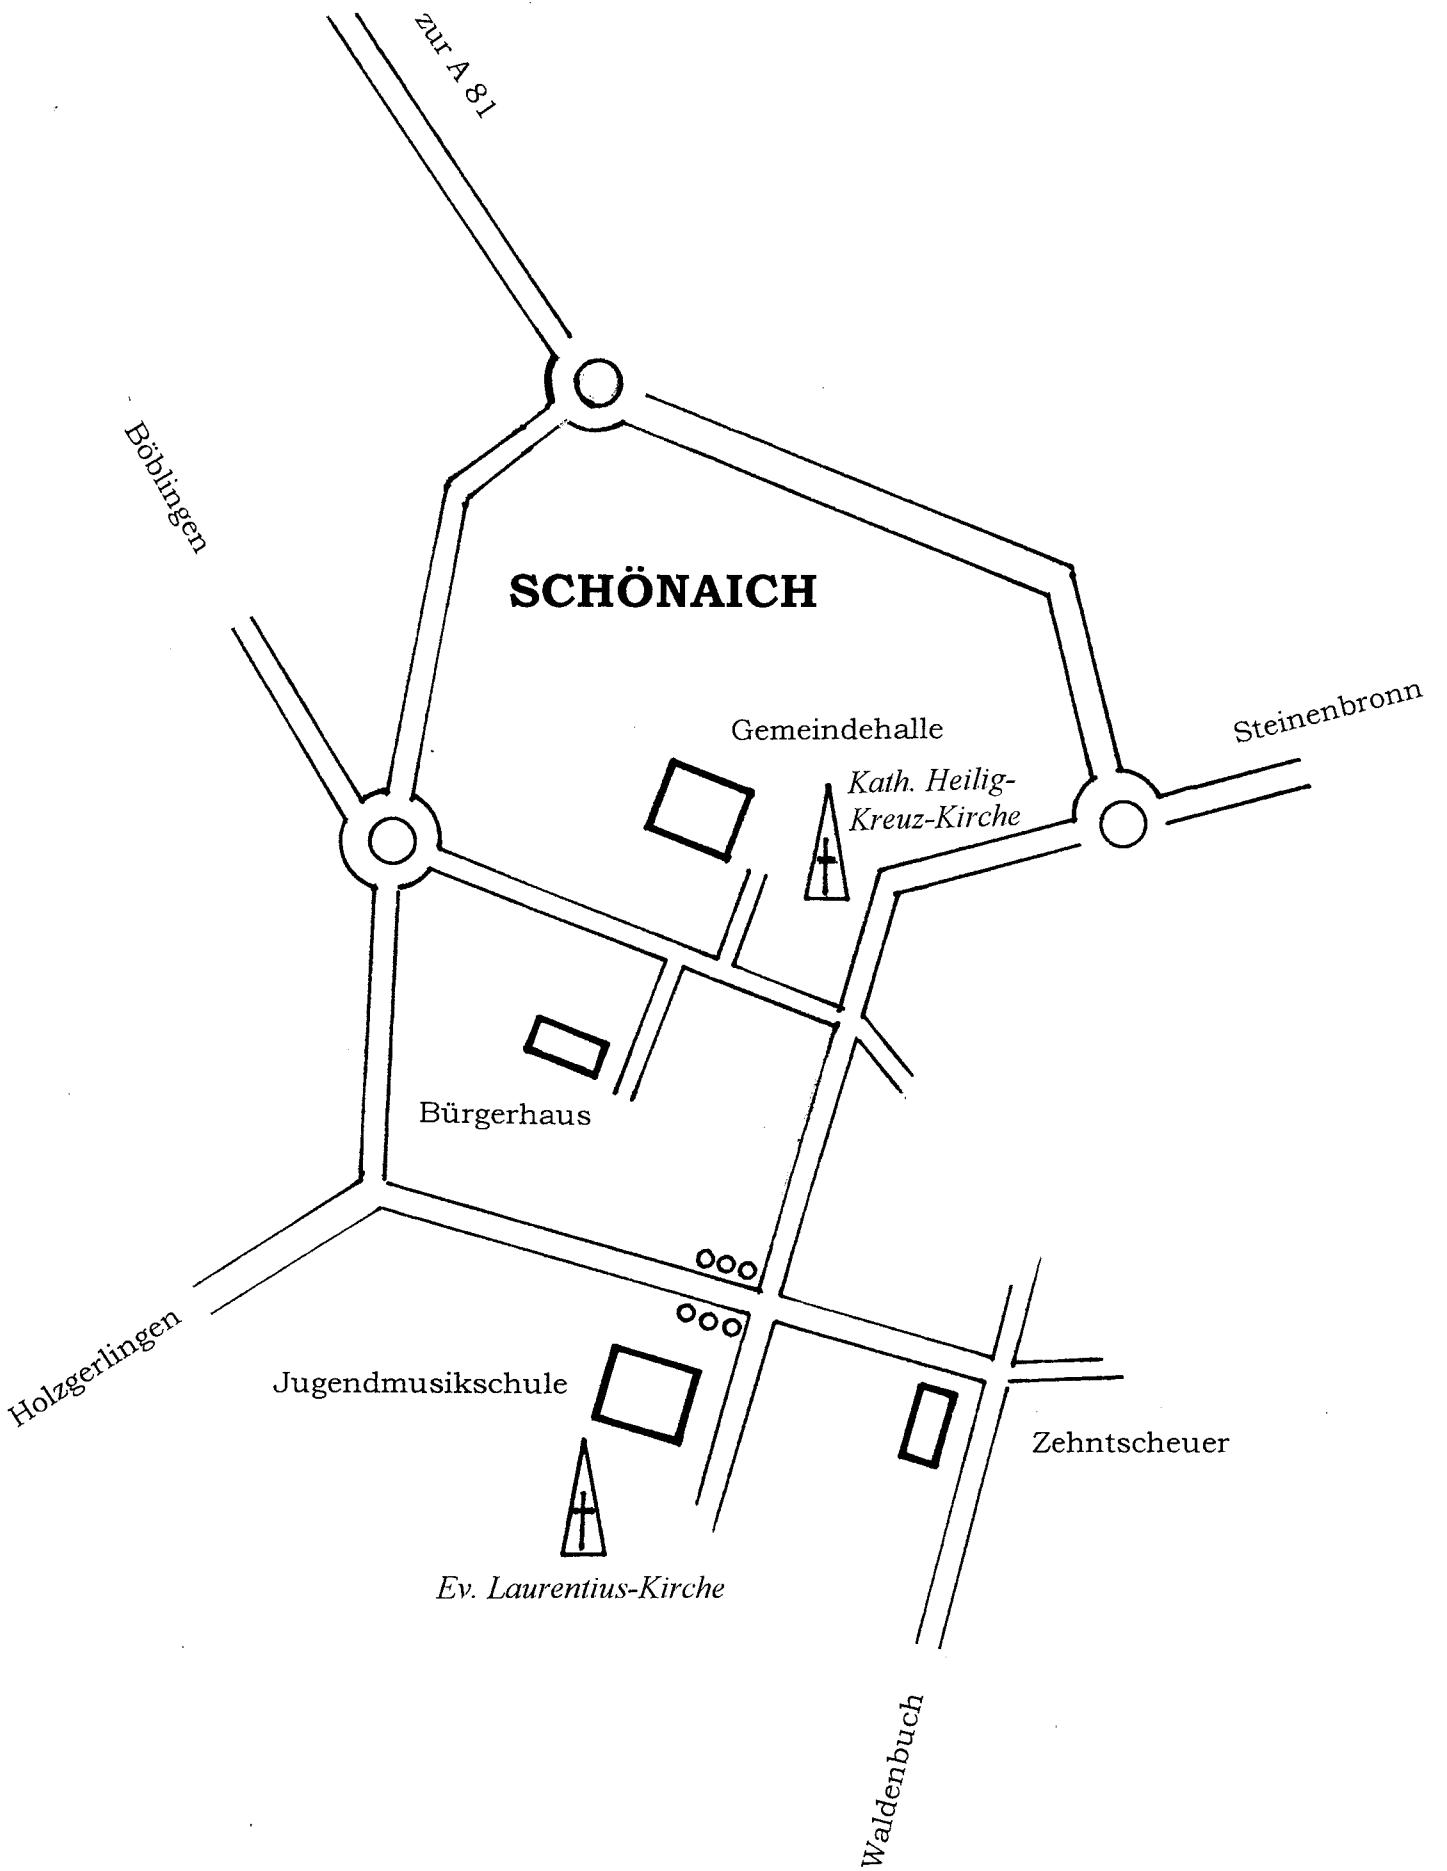 zur A 81
Böblingen
SCHÖNAICH
Steinenbronn
Gemeindehalle
Kath. Heilig-
Kreuz-Kirche
Bürgerhaus
Holzgerlingen
Jugendmusikschule
Zehntscheuer
Ev. Laurentius-Kirche
Waldenbuch